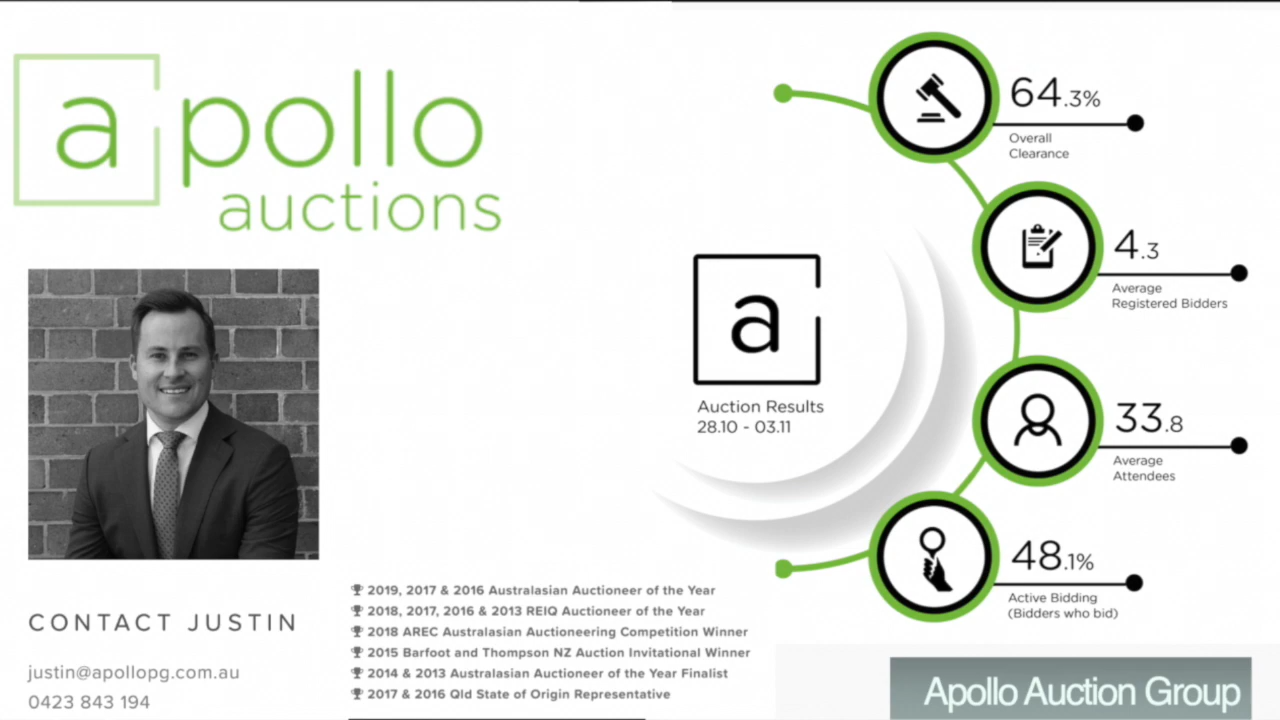 apollo
auctions
CONTACT JUSTIN
justin@apollopg.com.au
0423 843 194
2019, 2017 & 2016 Australasian Auctioneer of the Year
2018, 2017, 2016 & 2013 REIQ Auctioneer of the Year
2018 AREC Australasian Auctioneering Competition Winner
2015 Barfoot and Thompson NZ Auction Invitational Winner
2014 & 2013 Australasian Auctioneer of the Year Finalist
2017 & 2016 Qld State of Origin Representative
a
Auction Results
28.10 - 03.11
64.3%
Overall
Clearance
4.3
Average
Registered Bidders
33.8
Average
Attendees
48.1%
Active Bidding
(Bidders who bid)
Apollo Auction Group